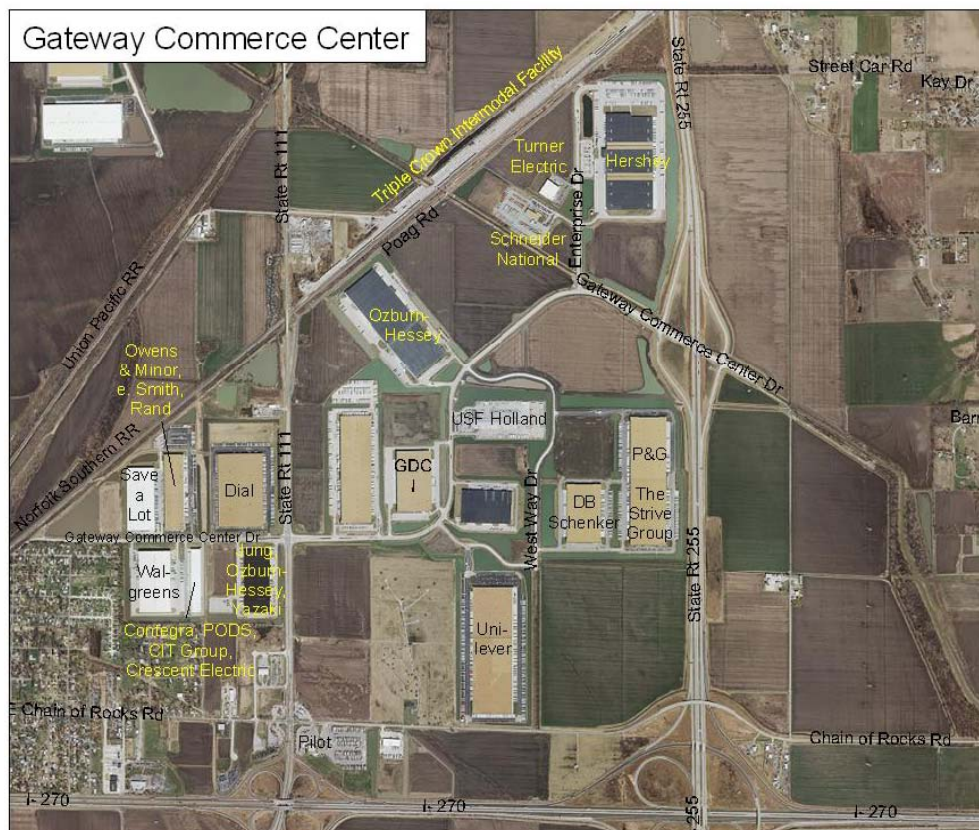 Gateway Commerce Center
Street Car Rd
Kay Dr
State Rt 255
State Rt 111
Triple Crown Intermodal Facility
Turner
Electric
Hershey
Enterprise Dr
Poag Rd
Schneider
National
Union Pacific RR
Gateway Commerce Center Dr
Ozburn-
Hessey
Owens
& Minor,
e. Smith,
Rand
Norfolk Southern RR
USF Holland
Barn
State Rt 111
Save
a
Lot
Dial
GDC
P&G
The
Strive
Group
DB
Schenker
West Way Dr
Gateway Commerce Center Dr
Jung,
Ozburn-
Hessey,
Yazaki
Wal-
greens
State Rt 255
Contegra, PODS,
CIT Group,
Crescent Electric
Uni-
lever
E Chain of Rocks Rd
Pilot
Chain of Rocks Rd
I- 270
I- 270
255
I- 270